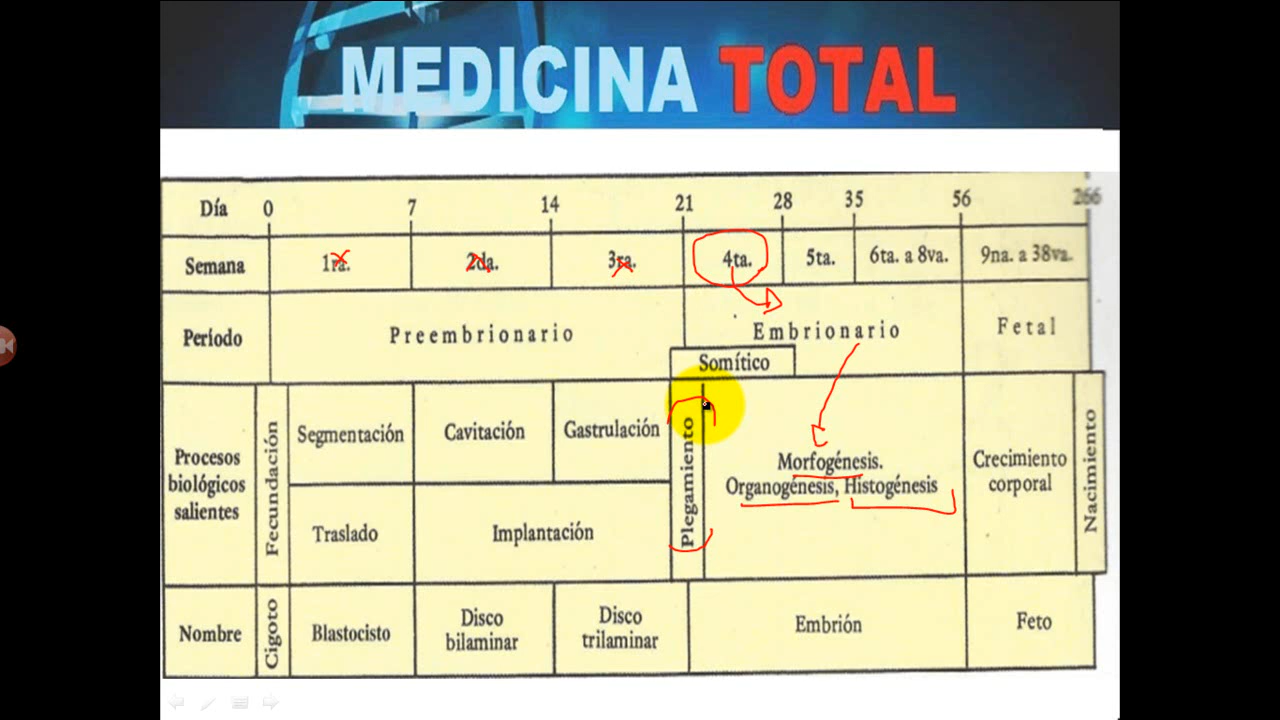 MEDICINA TOTAL
Día 0 7 14 21 28 35 56 266
Semana 1ra. 2da. 3ra. 4ta. 5ta. 6ta. a 8va. 9na. a 38va.
Período Preembrionario Embrionario Fetal
Somítico
Procesos biológicos salientes
Fecundación
Segmentación
Cavitación
Gastrulación
Traslado
Implantación
Plegamiento
Morfogénesis.
Organogénesis, Histogénesis
Crecimiento
corporal
Nacimiento
Nombre
Cigoto
Blastocisto
Disco
bilaminar
Disco
trilaminar
Embrión
Feto